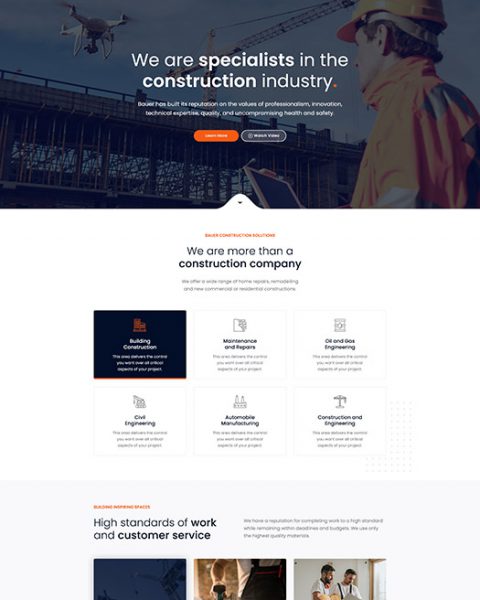 We are specialists in the
construction industry.
Bauer has built its reputation on the values of professionalism, innovation,
technical expertise, quality, and uncompromising health and safety.
Learn More
Watch Video
BAUER CONSTRUCTION SOLUTIONS
We are more than a
construction company
We offer a wide range of home repairs, remodeling,
and new commercial or residential constructions.
Building
Construction
This area delivers the control
you want over all critical
aspects of your project.
Maintenance
and Repairs
This area delivers the control
you want over all critical
aspects of your project.
Oil and Gas
Engineering
This area delivers the control
you want over all critical
aspects of your project.
Civil
Engineering
This area delivers the control
you want over all critical
aspects of your project.
Automobile
Manufacturing
This area delivers the control
you want over all critical
aspects of your project.
Construction and
Engineering
This area delivers the control
you want over all critical
aspects of your project.
BUILDING INSPIRING SPACES
High standards of work
and customer service
We have a reputation for completing work to a high standard
while remaining within deadlines and budgets. We use only
the highest quality materials.